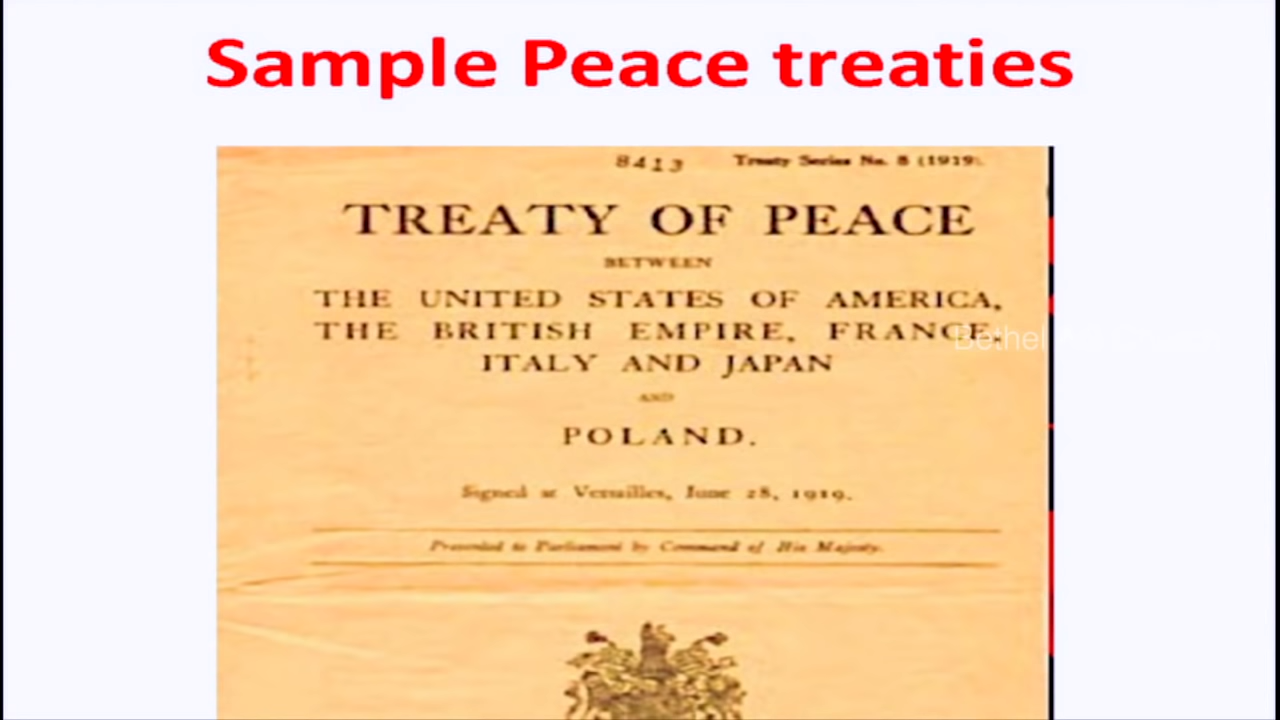 Sample Peace treaties
8413 Treaty Series No. 8 (1919).
TREATY OF PEACE
BETWEEN
THE UNITED STATES OF AMERICA,
THE BRITISH EMPIRE, FRANCE,
ITALY AND JAPAN
AND
POLAND.
Signed at Versailles, June 28, 1919.
Presented to Parliament by Command of His Majesty.
Bethel